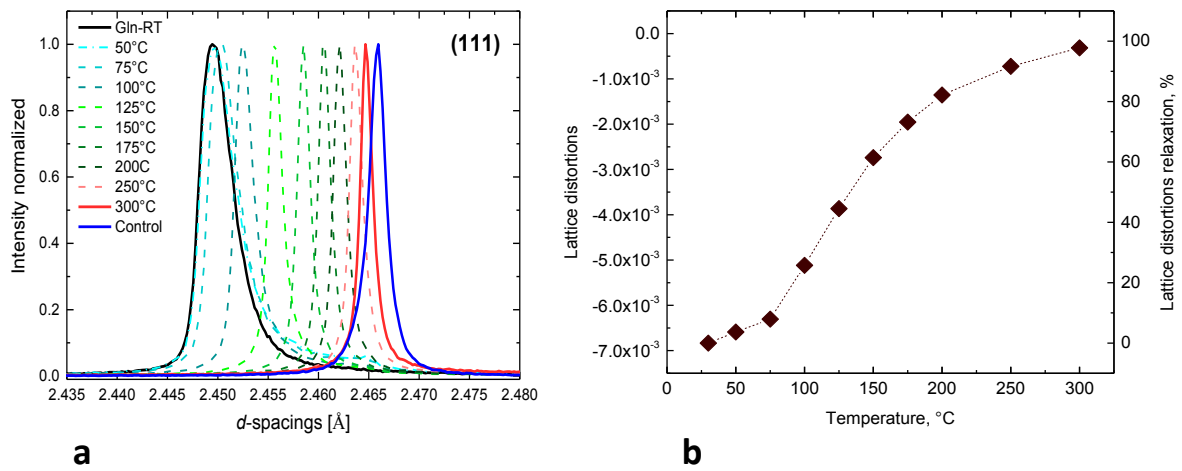 (111)
Gln-RT
50°C
75°C
100°C
125°C
150°C
175°C
200C
250°C
300°C
Control
Intensity normalized
1.0
0.8
0.6
0.4
0.2
0.0
2.435 2.440 2.445 2.450 2.455 2.460 2.465 2.470 2.475 2.480
d-spacings [Å]
a
Lattice distortions
0.0
-1.0x10⁻³
-2.0x10⁻³
-3.0x10⁻³
-4.0x10⁻³
-5.0x10⁻³
-6.0x10⁻³
-7.0x10⁻³
0 50 100 150 200 250 300
Temperature, °C
100
80
60
40
20
0
Lattice distortions relaxation, %
b